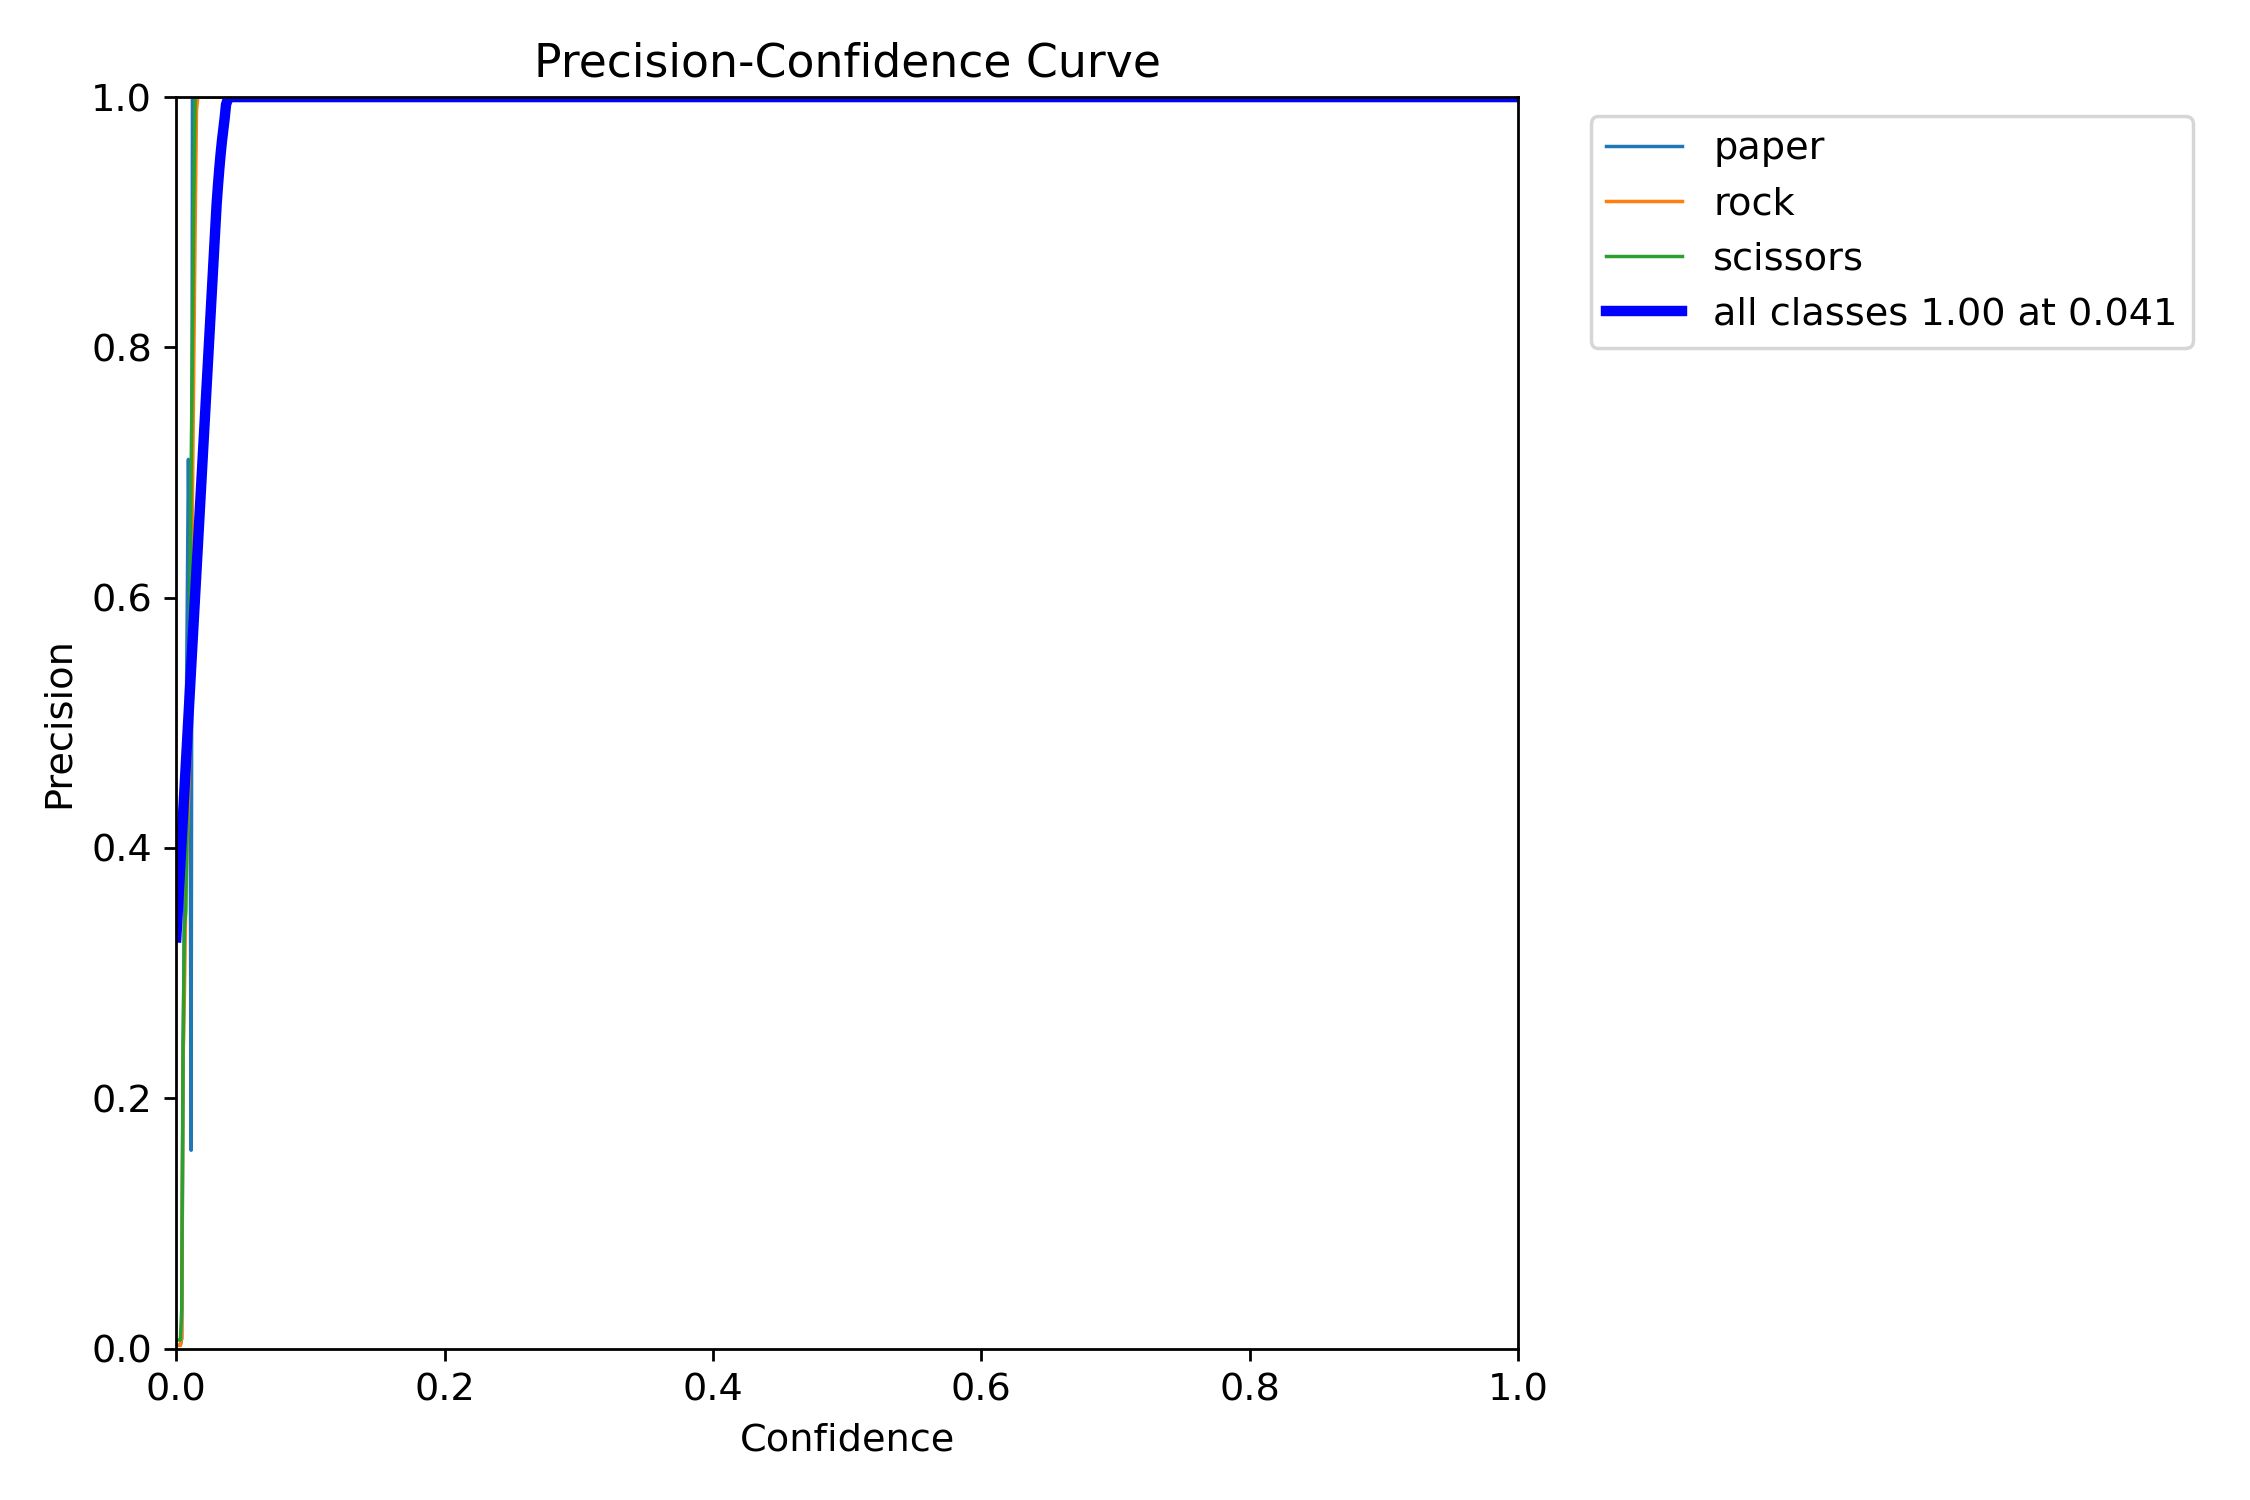 Precision-Confidence Curve
1.0
0.8
0.6
0.4
0.2
0.0
Precision
0.0 0.2 0.4 0.6 0.8 1.0
Confidence
paper
rock
scissors
all classes 1.00 at 0.041